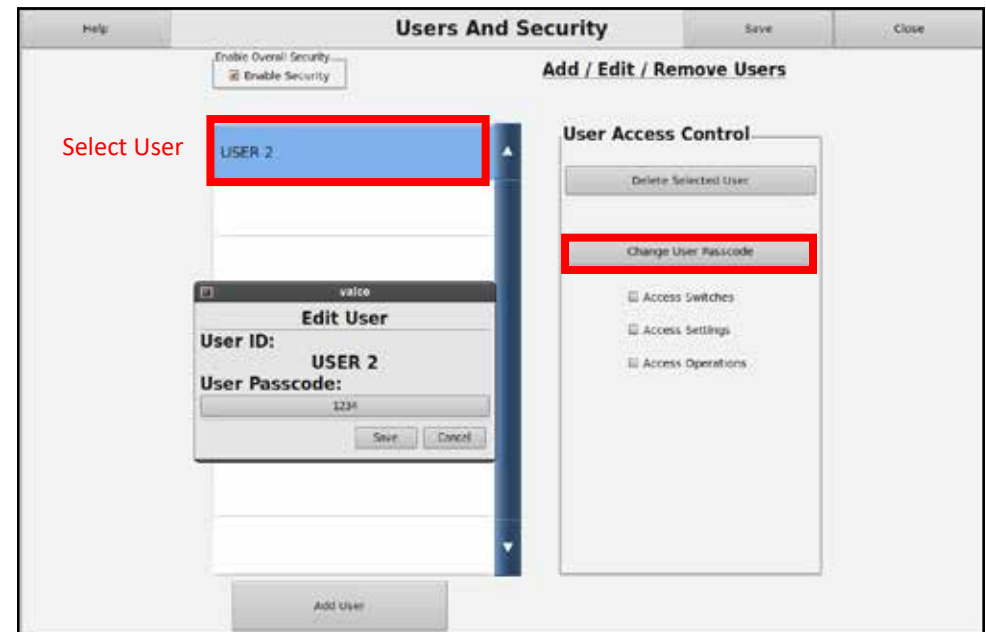 Help
Users And Security
Save
Close
Enable Overall Security
Enable Security
Add / Edit / Remove Users
Select User
USER 2
User Access Control
Delete Selected User
Change User Passcode
Access Switches
Access Settings
Access Operations
valco
Edit User
User ID:
USER 2
User Passcode:
1234
Save
Cancel
Add User